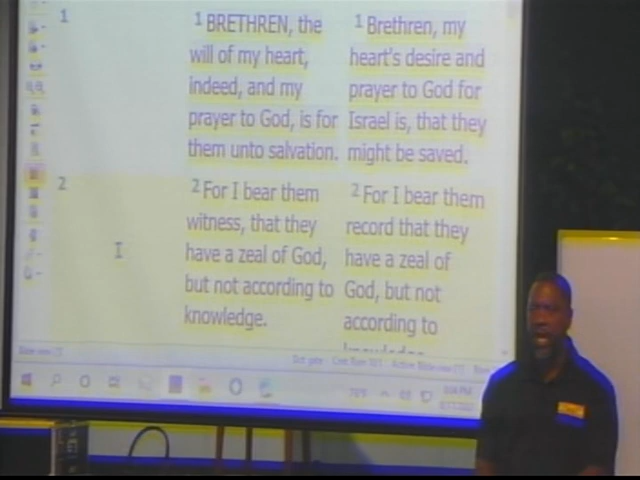 1
1 BRETHREN, the
will of my heart,
indeed, and my
prayer to God, is for
them unto salvation.
1 Brethren, my
heart's desire and
prayer to God for
Israel is, that they
might be saved.
2
2 For I bear them
witness, that they
have a zeal of God,
but not according to
knowledge.
2 For I bear them
record that they
have a zeal of
God, but not
according to